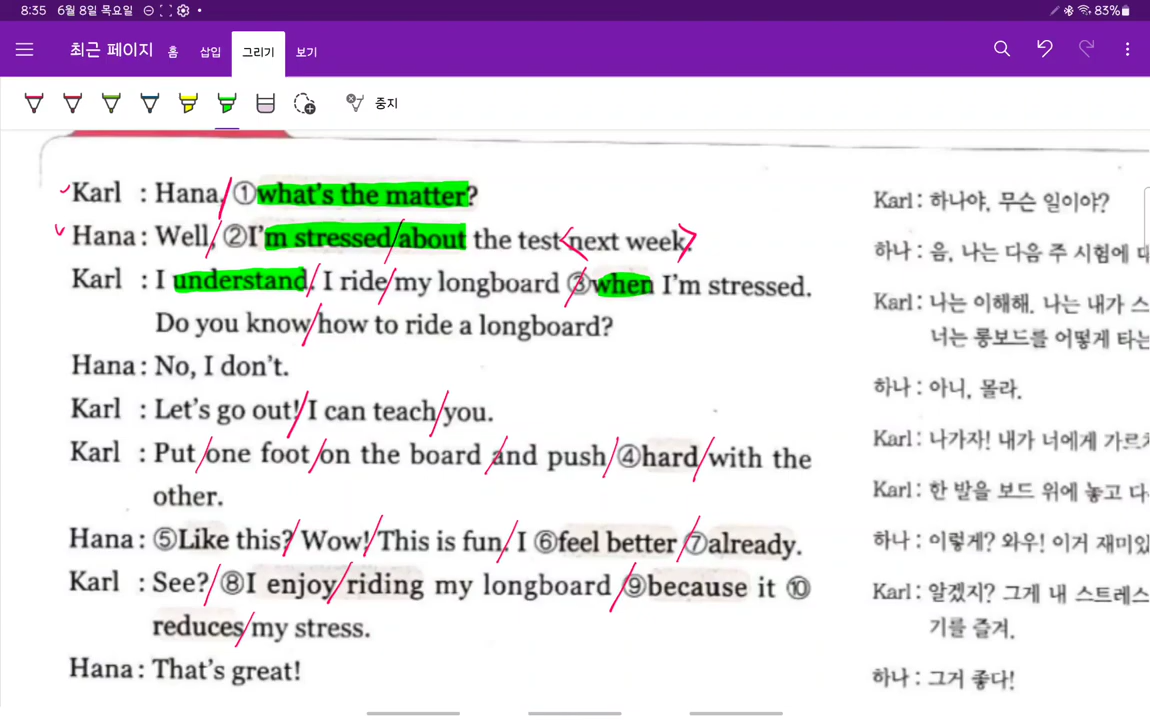 8:35 6월 8일 목요일 83%
최근 페이지 홈 삽입 그리기 보기
중지
Karl : Hana, ①what's the matter?
Hana : Well, ②I'm stressed about the test next week.
Karl : I understand. I ride my longboard ③when I'm stressed.
Do you know how to ride a longboard?
Hana : No, I don't.
Karl : Let's go out! I can teach you.
Karl : Put one foot on the board and push ④hard with the
other.
Hana : ⑤Like this? Wow! This is fun. I ⑥feel better ⑦already.
Karl : See? ⑧I enjoy riding my longboard ⑨because it ⑩
reduces my stress.
Hana : That's great!
Karl : 하나야, 무슨 일이야?
하나 : 음, 나는 다음 주 시험에
Karl : 나는 이해해. 나는 내가 스
너는 롱보드를 어떻게 타는
하나 : 아니, 몰라.
Karl : 나가자! 내가 너에게 가르
Karl : 한 발을 보드 위에 놓고 다
하나 : 이렇게? 와우! 이거 재미있
Karl : 알겠지? 그게 내 스트레스
기를 즐겨.
하나 : 그거 좋다!